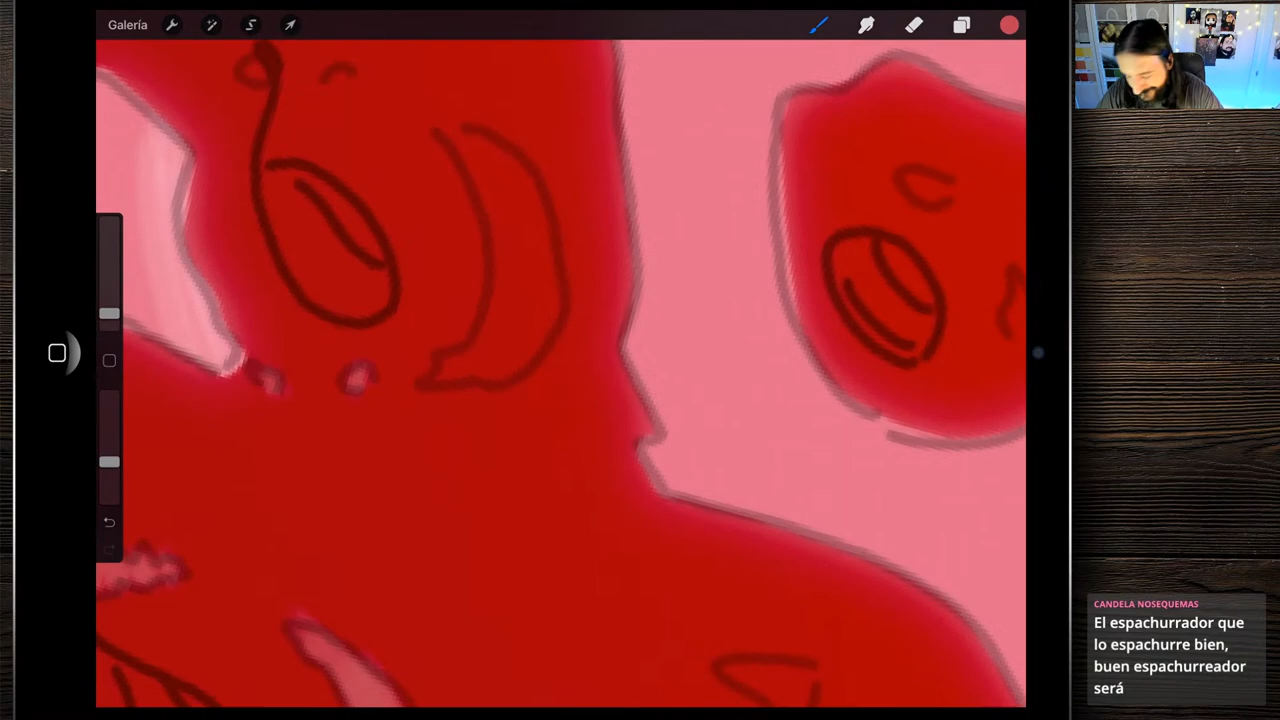 Galería
CANDELA NOSEQUEMAS
El espachurrador que
lo espachurre bien,
buen espachurreador
será